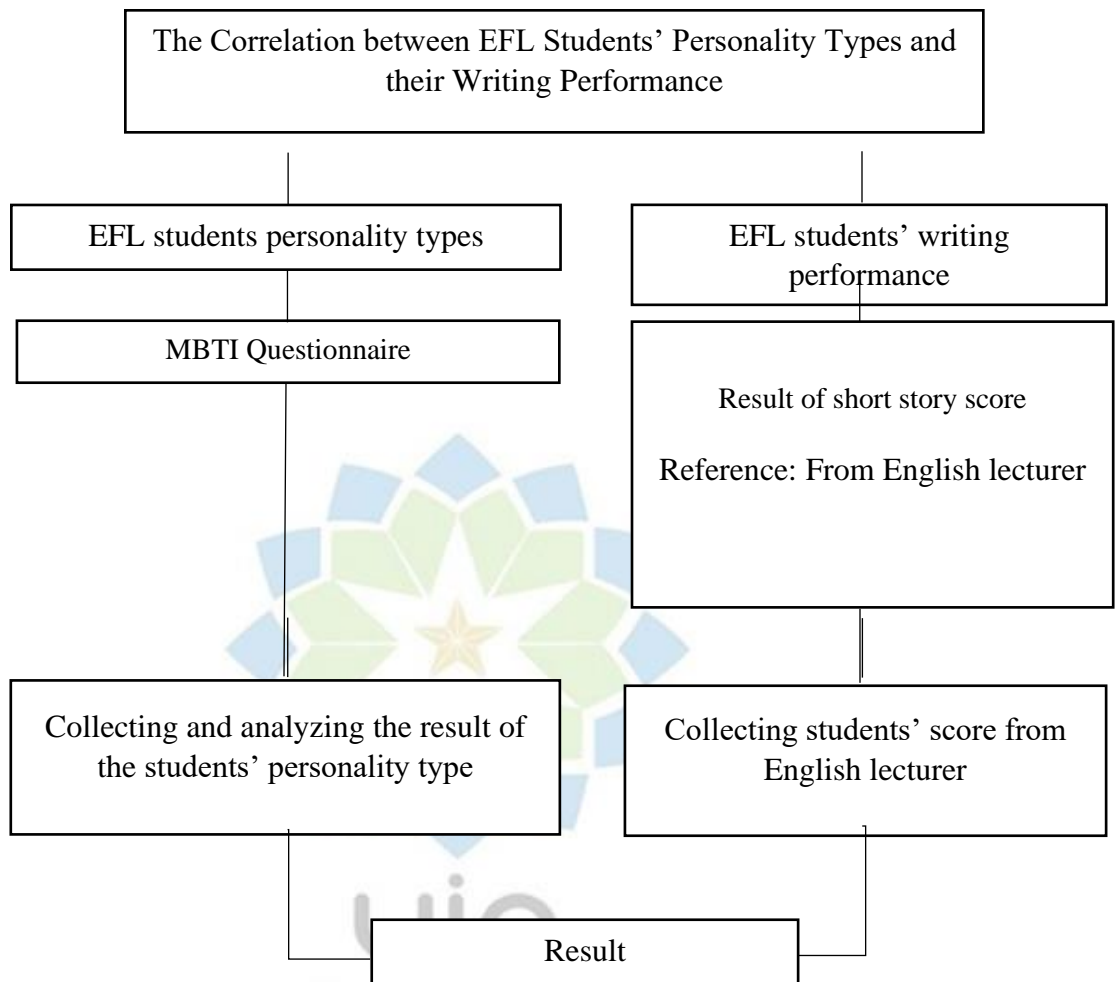 The Correlation between EFL Students’ Personality Types and
their Writing Performance
EFL students personality types
EFL students’ writing
performance
MBTI Questionnaire
Result of short story score
Reference: From English lecturer
Collecting and analyzing the result of
the students’ personality type
Collecting students’ score from
English lecturer
uin
Result